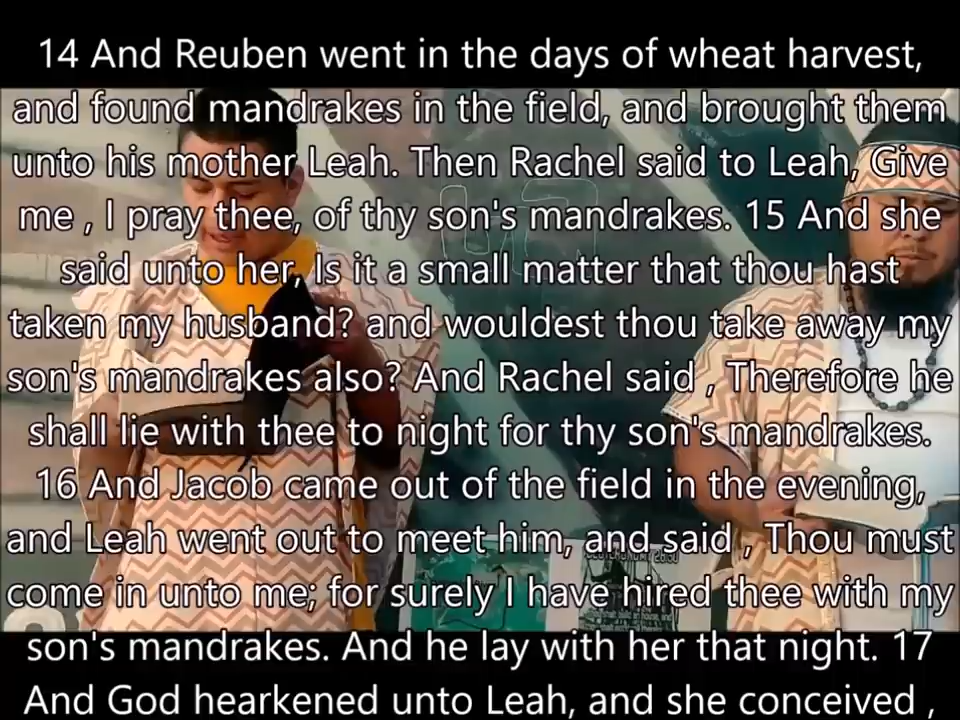 14 And Reuben went in the days of wheat harvest,
and found mandrakes in the field, and brought them
unto his mother Leah. Then Rachel said to Leah, Give
me , I pray thee, of thy son's mandrakes. 15 And she
said unto her, Is it a small matter that thou hast
taken my husband? and wouldest thou take away my
son's mandrakes also? And Rachel said , Therefore he
shall lie with thee to night for thy son's mandrakes.
16 And Jacob came out of the field in the evening,
and Leah went out to meet him, and said , Thou must
come in unto me; for surely I have hired thee with my
son's mandrakes. And he lay with her that night. 17
And God hearkened unto Leah, and she conceived ,